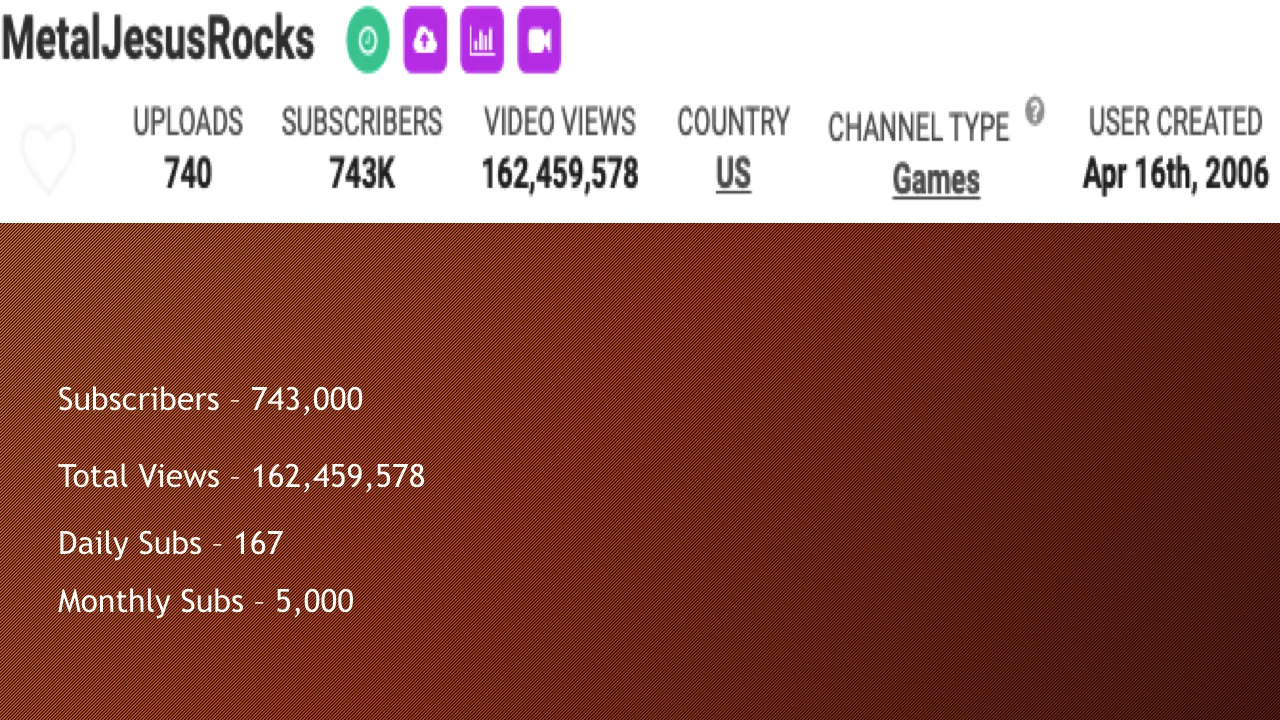 MetalJesusRocks
UPLOADS SUBSCRIBERS VIDEO VIEWS COUNTRY CHANNEL TYPE ? USER CREATED
740 743K 162,459,578 US Games Apr 16th, 2006
Subscribers – 743,000
Total Views – 162,459,578
Daily Subs – 167
Monthly Subs – 5,000